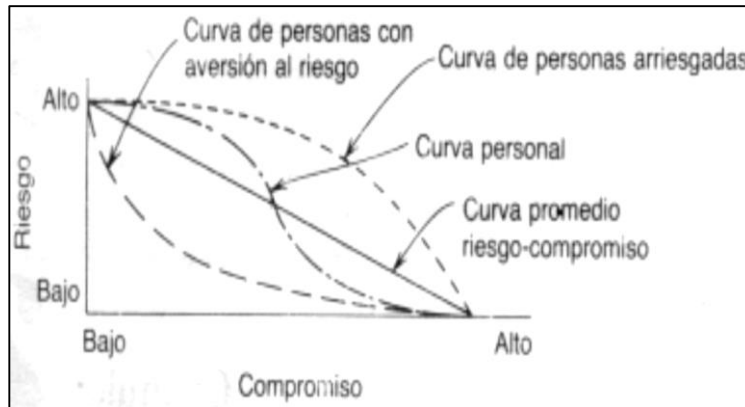 Curva de personas con
aversión al riesgo
Curva de personas arriesgadas
Alto
Curva personal
Riesgo
Curva promedio
riesgo-compromiso
Bajo
Bajo
Alto
Compromiso